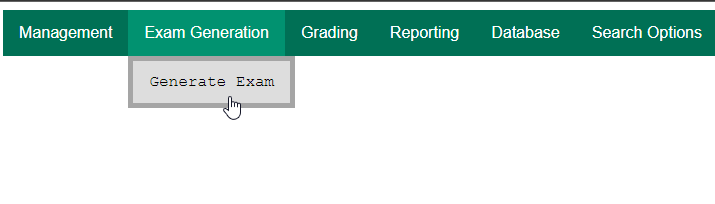 Management Exam Generation Grading Reporting Database Search Options
Generate Exam